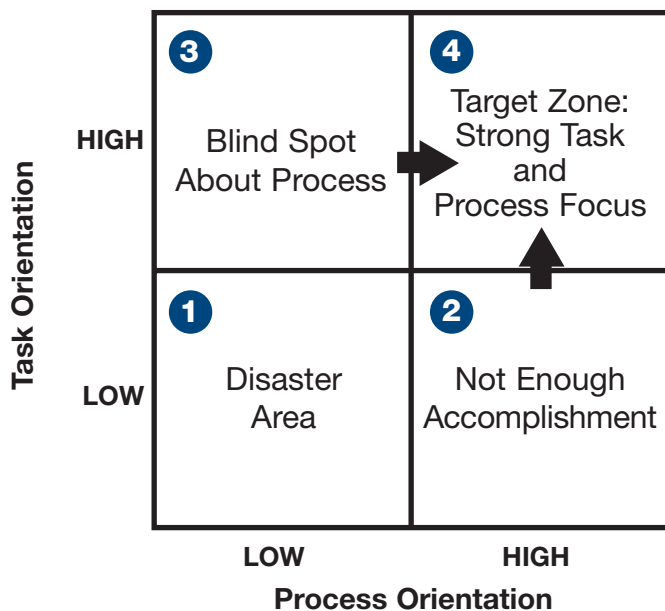 Task Orientation
HIGH
LOW
3
Blind Spot
About Process
4
Target Zone:
Strong Task
and
Process Focus
1
Disaster
Area
2
Not Enough
Accomplishment
LOW
HIGH
Process Orientation